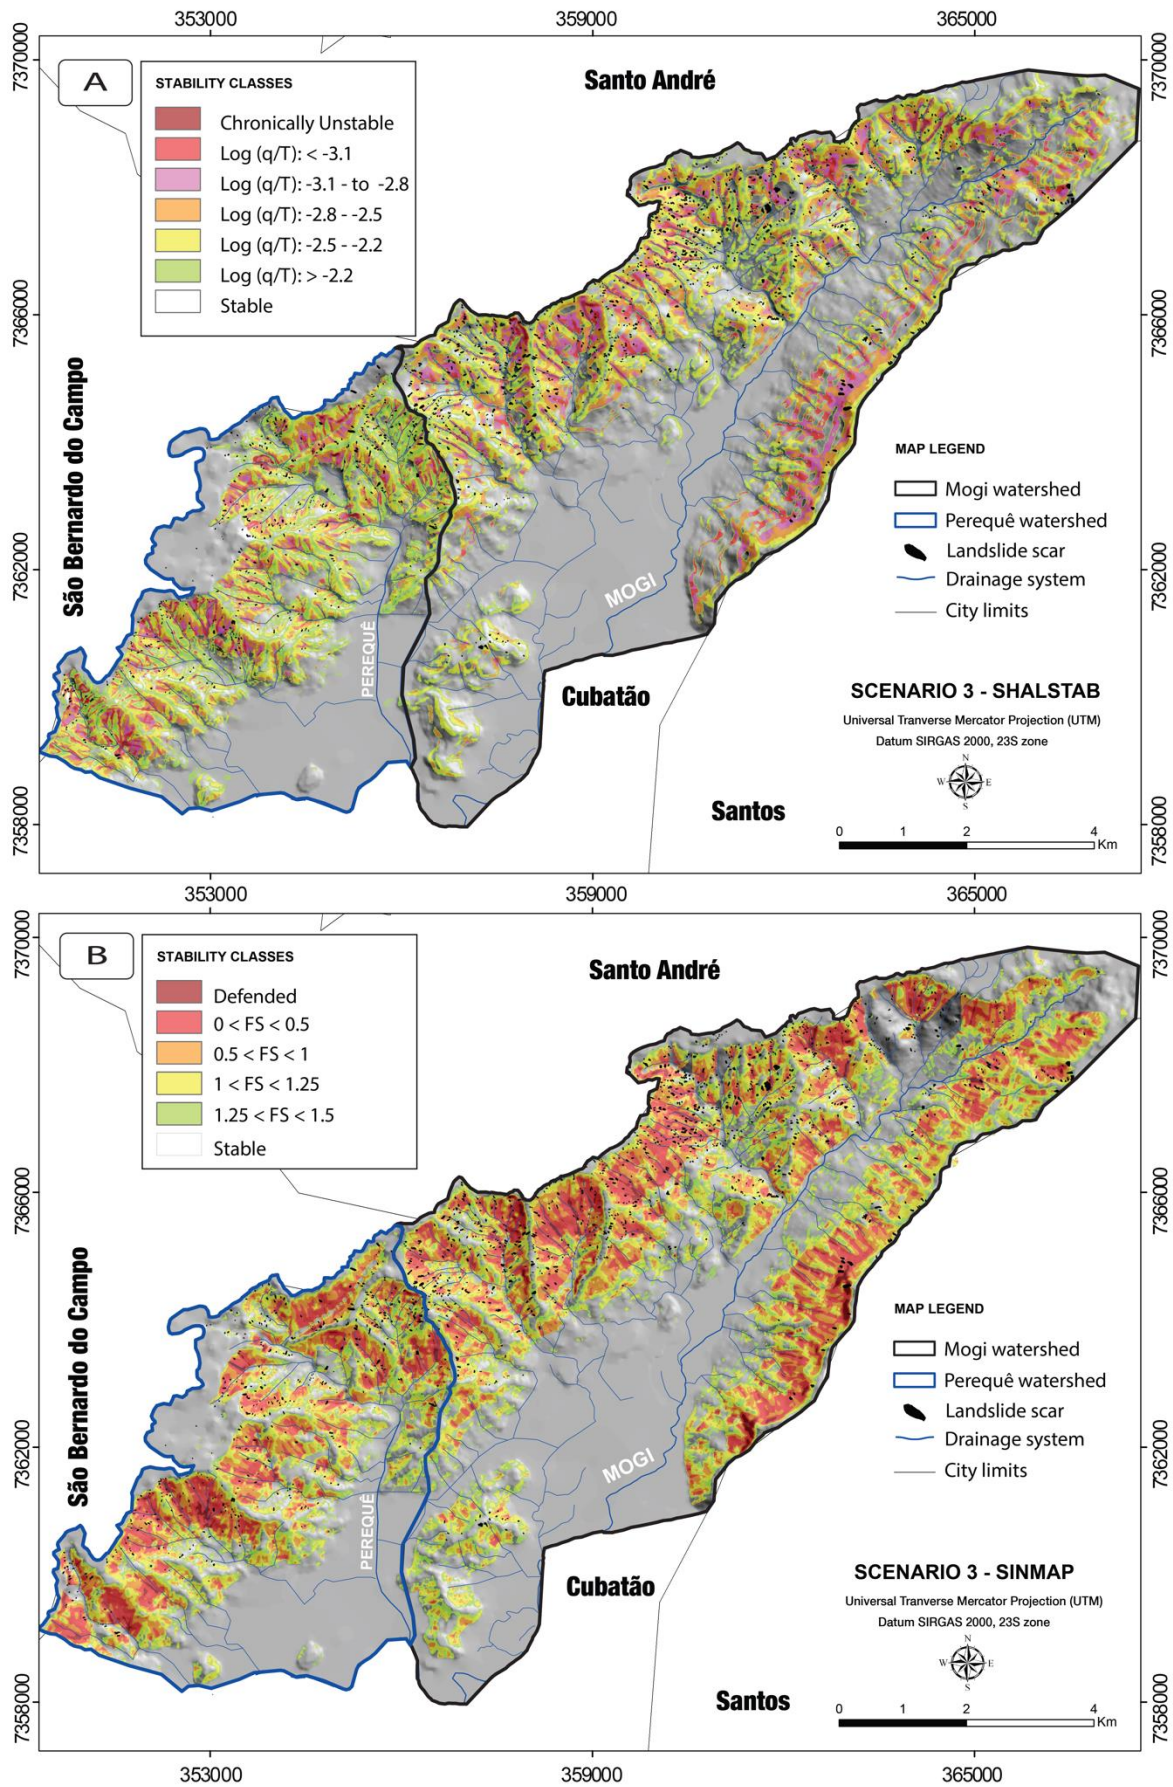 353000
359000
365000
7370000
7370000
A
STABILITY CLASSES
Chronically Unstable
Log (q/T): < -3.1
Log (q/T): -3.1 - to -2.8
Log (q/T): -2.8 - -2.5
Log (q/T): -2.5 - -2.2
Log (q/T): > -2.2
Stable
Santo André
7366000
7366000
São Bernardo do Campo
MAP LEGEND
Mogi watershed
Perequê watershed
Landslide scar
Drainage system
City limits
7362000
7362000
MOGI
PEREQUÊ
Cubatão
SCENARIO 3 - SHALSTAB
Universal Tranverse Mercator Projection (UTM)
Datum SIRGAS 2000, 23S zone
N
W
E
S
Santos
7358000
7358000
0 1 2 4
Km
353000
359000
365000
7370000
7370000
B
STABILITY CLASSES
Defended
0 < FS < 0.5
0.5 < FS < 1
1 < FS < 1.25
1.25 < FS < 1.5
Stable
Santo André
7366000
7366000
São Bernardo do Campo
MAP LEGEND
Mogi watershed
Perequê watershed
Landslide scar
Drainage system
City limits
7362000
7362000
MOGI
PEREQUÊ
Cubatão
SCENARIO 3 - SINMAP
Universal Tranverse Mercator Projection (UTM)
Datum SIRGAS 2000, 23S zone
N
W
E
S
Santos
7358000
7358000
0 1 2 4
Km
353000
359000
365000